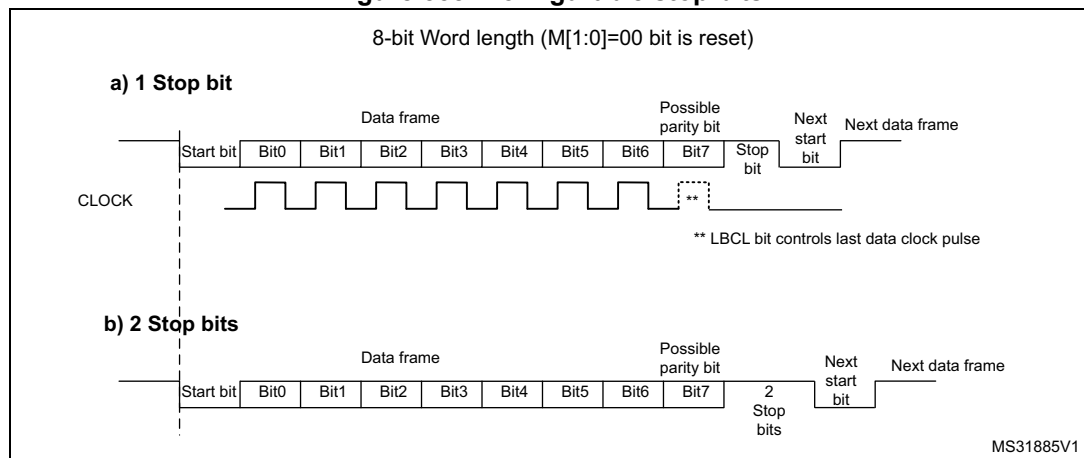 8-bit Word length (M[1:0]=00 bit is reset)
a) 1 Stop bit
Data frame
Possible
parity bit
Next
start
bit
Next data frame
Start bit Bit0 Bit1 Bit2 Bit3 Bit4 Bit5 Bit6 Bit7 Stop
bit
CLOCK
**
** LBCL bit controls last data clock pulse
b) 2 Stop bits
Data frame
Possible
parity bit
Next
start
bit
Next data frame
Start bit Bit0 Bit1 Bit2 Bit3 Bit4 Bit5 Bit6 Bit7 2
Stop
bits
MS31885V1